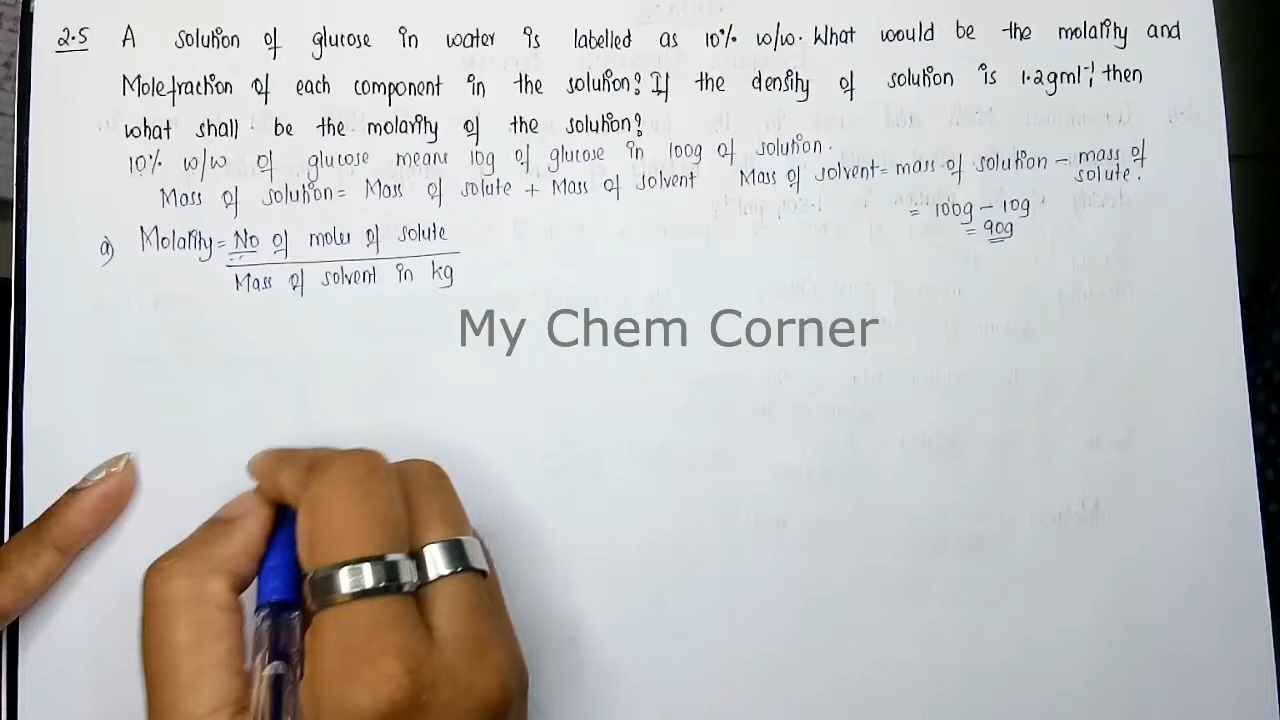 2.5 A solution of glucose in water is labelled as 10% w/w. What would be the molality and
Molefraction of each component in the solution? If the density of solution is 1.2gml⁻¹, then
what shall be the molarity of the solution?
10% w/w of glucose means 10g of glucose in 100g of solution.
Mass of solution = Mass of solute + Mass of solvent
Mass of solvent = mass of solution - mass of
solute.
= 100g - 10g
= 90g
a) Molality = No of moles of solute
Mass of solvent in kg
My Chem Corner